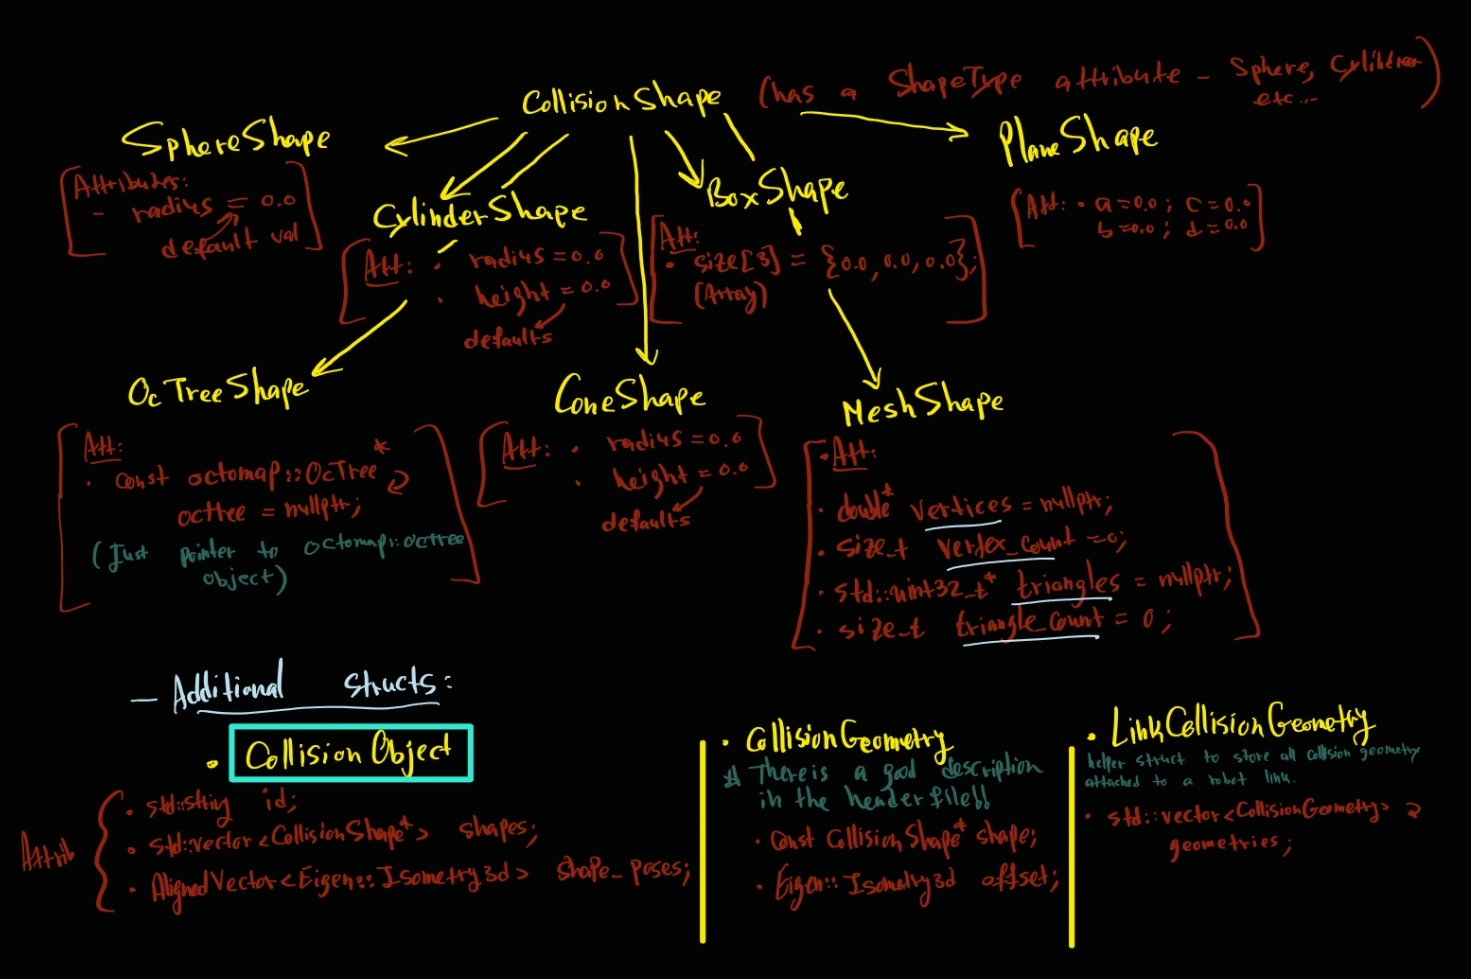 CollisionShape (has a ShapeType attribute - Sphere, Cylinder
etc...)
SphereShape
[Attributes:
- radius = 0.0
default val]
CylinderShape
[Att: • radius = 0.0
• height = 0.0]
defaults
BoxShape
[Att:
• size[3] = {0.0, 0.0, 0.0};
(Array)]
PlaneShape
[Att: • a=0.0; c=0.0
b=0.0; d=0.0]
OcTreeShape
[Att:
• const octomap::OcTree*
octree = nullptr;
(Just pointer to octomap::octree
object)]
ConeShape
[Att: • radius = 0.0
• height = 0.0]
defaults
MeshShape
[• Att:
• double* vertices = nullptr;
• size_t vertex_count = 0;
• std::uint32_t* triangles = nullptr;
• size_t triangle_count = 0;]
- Additional structs:
• CollisionObject
Attrib
• std::string id;
• std::vector<CollisionShape*> shapes;
• AlignedVector<Eigen::Isometry3d> shape_poses;
• CollisionGeometry
* There is a good description
in the header file!!
• const CollisionShape* shape;
• Eigen::Isometry3d offset;
• LinkCollisionGeometry
helper struct to store all collision geometry
attached to a robot link.
• std::vector<CollisionGeometry>
geometries;